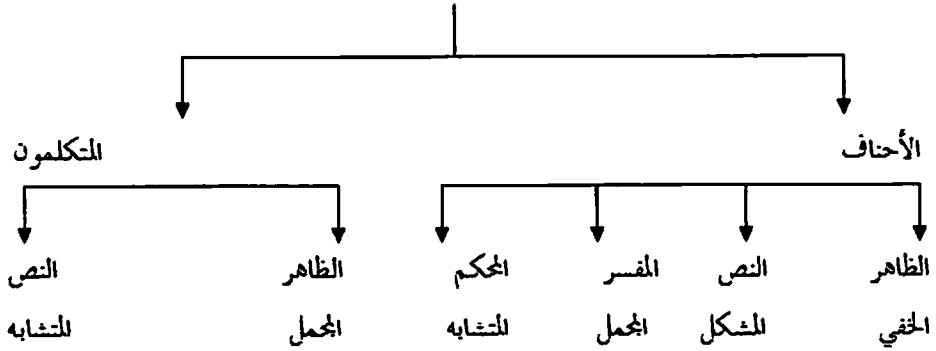 الأحناف المتكلمون
الظاهر النص المفسر المحكم الظاهر النص
الخفي المشكل المجمل المتشابه المجمل المتشابه